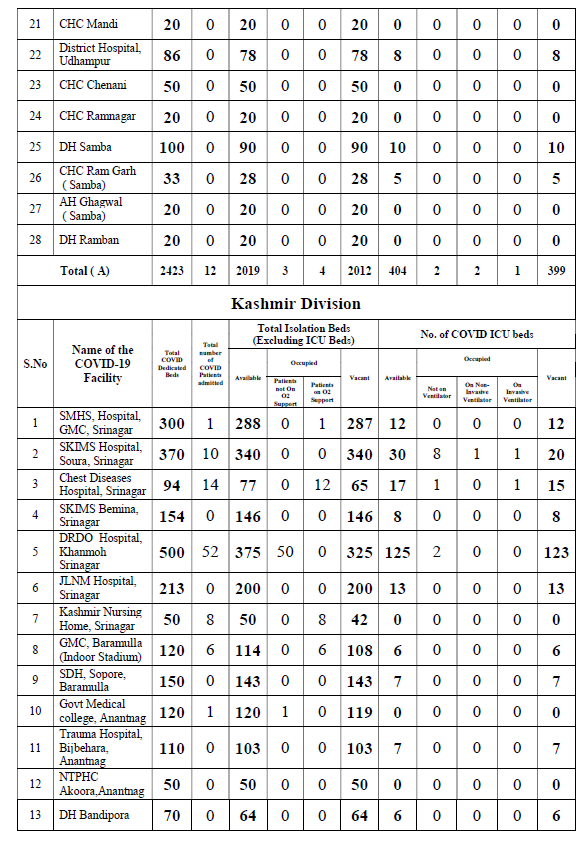 21 CHC Mandi 20 0 20 0 0 20 0 0 0 0 0
22 District Hospital, Udhampur 86 0 78 0 0 78 8 0 0 0 8
23 CHC Chenani 50 0 50 0 0 50 0 0 0 0 0
24 CHC Ramnagar 20 0 20 0 0 20 0 0 0 0 0
25 DH Samba 100 0 90 0 0 90 10 0 0 0 10
26 CHC Ram Garh ( Samba) 33 0 28 0 0 28 5 0 0 0 5
27 AH Ghagwal ( Samba) 20 0 20 0 0 20 0 0 0 0 0
28 DH Ramban 20 0 20 0 0 20 0 0 0 0 0
Total ( A) 2423 12 2019 3 4 2012 404 2 2 1 399
Kashmir Division
S.No
Name of the COVID-19 Facility
Total COVID Dedicated Beds
Total number of COVID Patients admitted
Total Isolation Beds (Excluding ICU Beds)
No. of COVID ICU beds
Available
Occupied
Patients not On O2 Support
Patients on O2 Support
Vacant
Available
Occupied
Not on Ventilator
On Non-Invasive Ventilator
On Invasive Ventilator
Vacant
1 SMHS, Hospital, GMC, Srinagar 300 1 288 0 1 287 12 0 0 0 12
2 SKIMS Hospital, Soura, Srinagar 370 10 340 0 0 340 30 8 1 1 20
3 Chest Diseases Hospital, Srinagar 94 14 77 0 12 65 17 1 0 1 15
4 SKIMS Bemina, Srinagar 154 0 146 0 0 146 8 0 0 0 8
5 DRDO Hospital, Khanmoh Srinagar 500 52 375 50 0 325 125 2 0 0 123
6 JLNM Hospital, Srinagar 213 0 200 0 0 200 13 0 0 0 13
7 Kashmir Nursing Home, Srinagar 50 8 50 0 8 42 0 0 0 0 0
8 GMC, Baramulla (Indoor Stadium) 120 6 114 0 6 108 6 0 0 0 6
9 SDH, Sopore, Baramulla 150 0 143 0 0 143 7 0 0 0 7
10 Govt Medical college, Anantnag 120 1 120 1 0 119 0 0 0 0 0
11 Trauma Hospital, Bijbehara, Anantnag 110 0 103 0 0 103 7 0 0 0 7
12 NTPHC Akoora,Anantnag 50 0 50 0 0 50 0 0 0 0 0
13 DH Bandipora 70 0 64 0 0 64 6 0 0 0 6